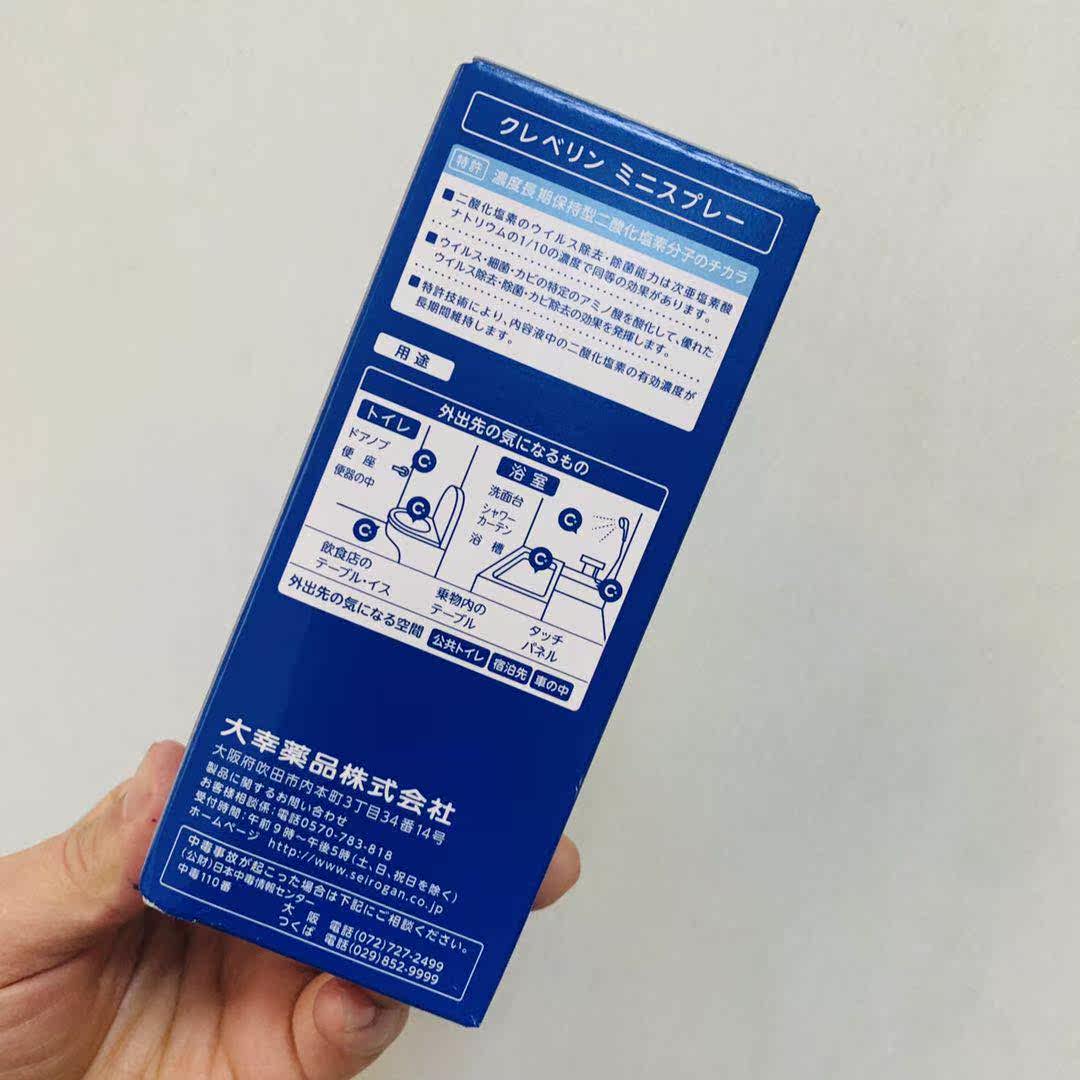 クレベリン ミニスプレー
特許 濃度長期保持型二酸化塩素分子のチカラ
■二酸化塩素のウイルス除去・除菌能力は次亜塩素酸
ナトリウムの1/10の濃度で同等の効果があります。
■ウイルス・細菌・カビの特定のアミノ酸を酸化して、優れた
ウイルス除去・除菌・カビ除去の効果を発揮します。
■特許技術により、内容液中の二酸化塩素の有効濃度が
長期間維持します。
用途
外出先の気になるもの
トイレ
ドアノブ
便座
便器の中
浴室
洗面台
シャワー
カーテン
浴槽
飲食店の
テーブル・イス
乗物内の
テーブル
タッチ
パネル
外出先の気になる空間 公共トイレ 宿泊先 車の中
大幸薬品株式会社
大阪府吹田市内本町3丁目34番14号
製品に関するお問い合わせ
お客様相談係:電話0570-783-818
受付時間:午前9時～午後5時(土、日、祝日を除く)
ホームページ http://www.seirogan.co.jp
中毒事故が起こった場合は下記にご相談ください。
(公財)日本中毒情報センター
中毒110番
大阪 電話(072)727-2499
つくば 電話(029)852-9999